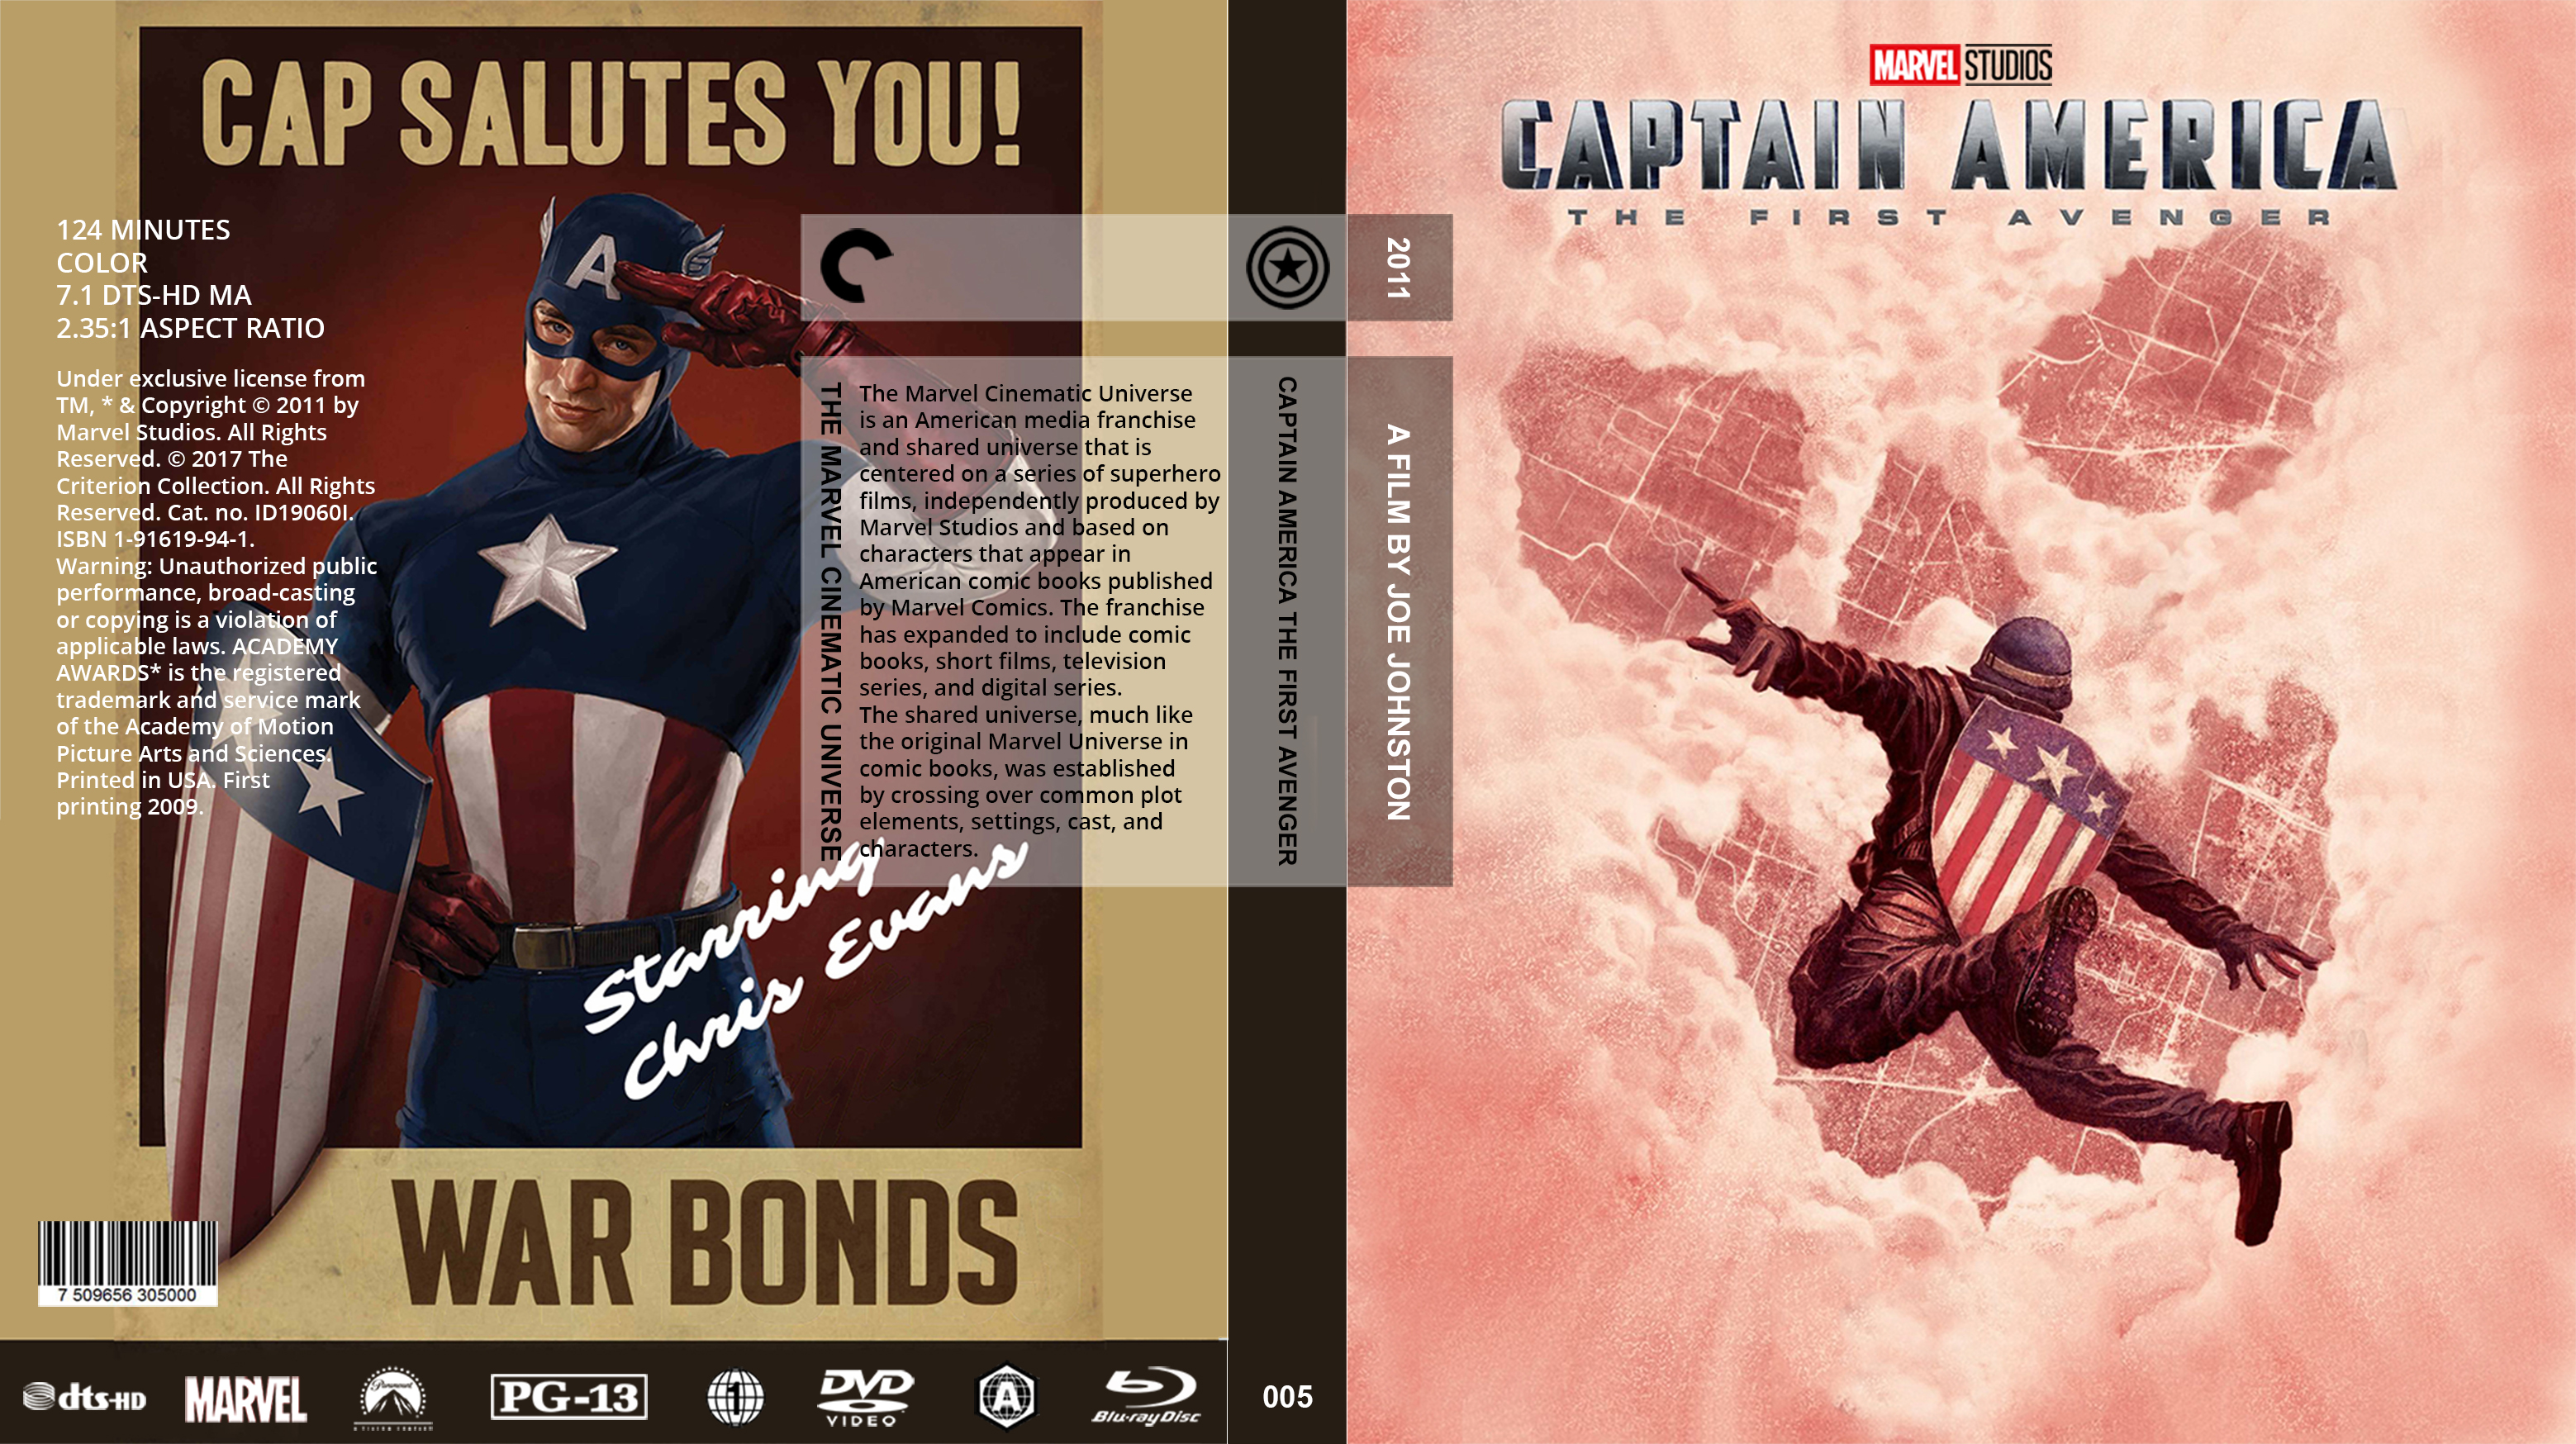 CAP SALUTES YOU!
A
124 MINUTES
COLOR
7.1 DTS-HD MA
2.35:1 ASPECT RATIO
Under exclusive license from
TM, * & Copyright © 2011 by
Marvel Studios. All Rights
Reserved. © 2017 The
Criterion Collection. All Rights
Reserved. Cat. no. ID19060I.
ISBN 1-91619-94-1.
Warning: Unauthorized public
performance, broad-casting
or copying is a violation of
applicable laws. ACADEMY
AWARDS* is the registered
trademark and service mark
of the Academy of Motion
Picture Arts and Sciences.
Printed in USA. First
printing 2009.
THE MARVEL CINEMATIC UNIVERSE
The Marvel Cinematic Universe
is an American media franchise
and shared universe that is
centered on a series of superhero
films, independently produced by
Marvel Studios and based on
characters that appear in
American comic books published
by Marvel Comics. The franchise
has expanded to include comic
books, short films, television
series, and digital series.
The shared universe, much like
the original Marvel Universe in
comic books, was established
by crossing over common plot
elements, settings, cast, and
characters.
Starring
Chris Evans
WAR BONDS
7 509656 305000
dts-HD
MARVEL
Paramount
PG-13
1
DVD
VIDEO
A
Blu-ray Disc
CAPTAIN AMERICA THE FIRST AVENGER
005
2011
A FILM BY JOE JOHNSTON
MARVEL STUDIOS
CAPTAIN AMERICA
THE FIRST AVENGER